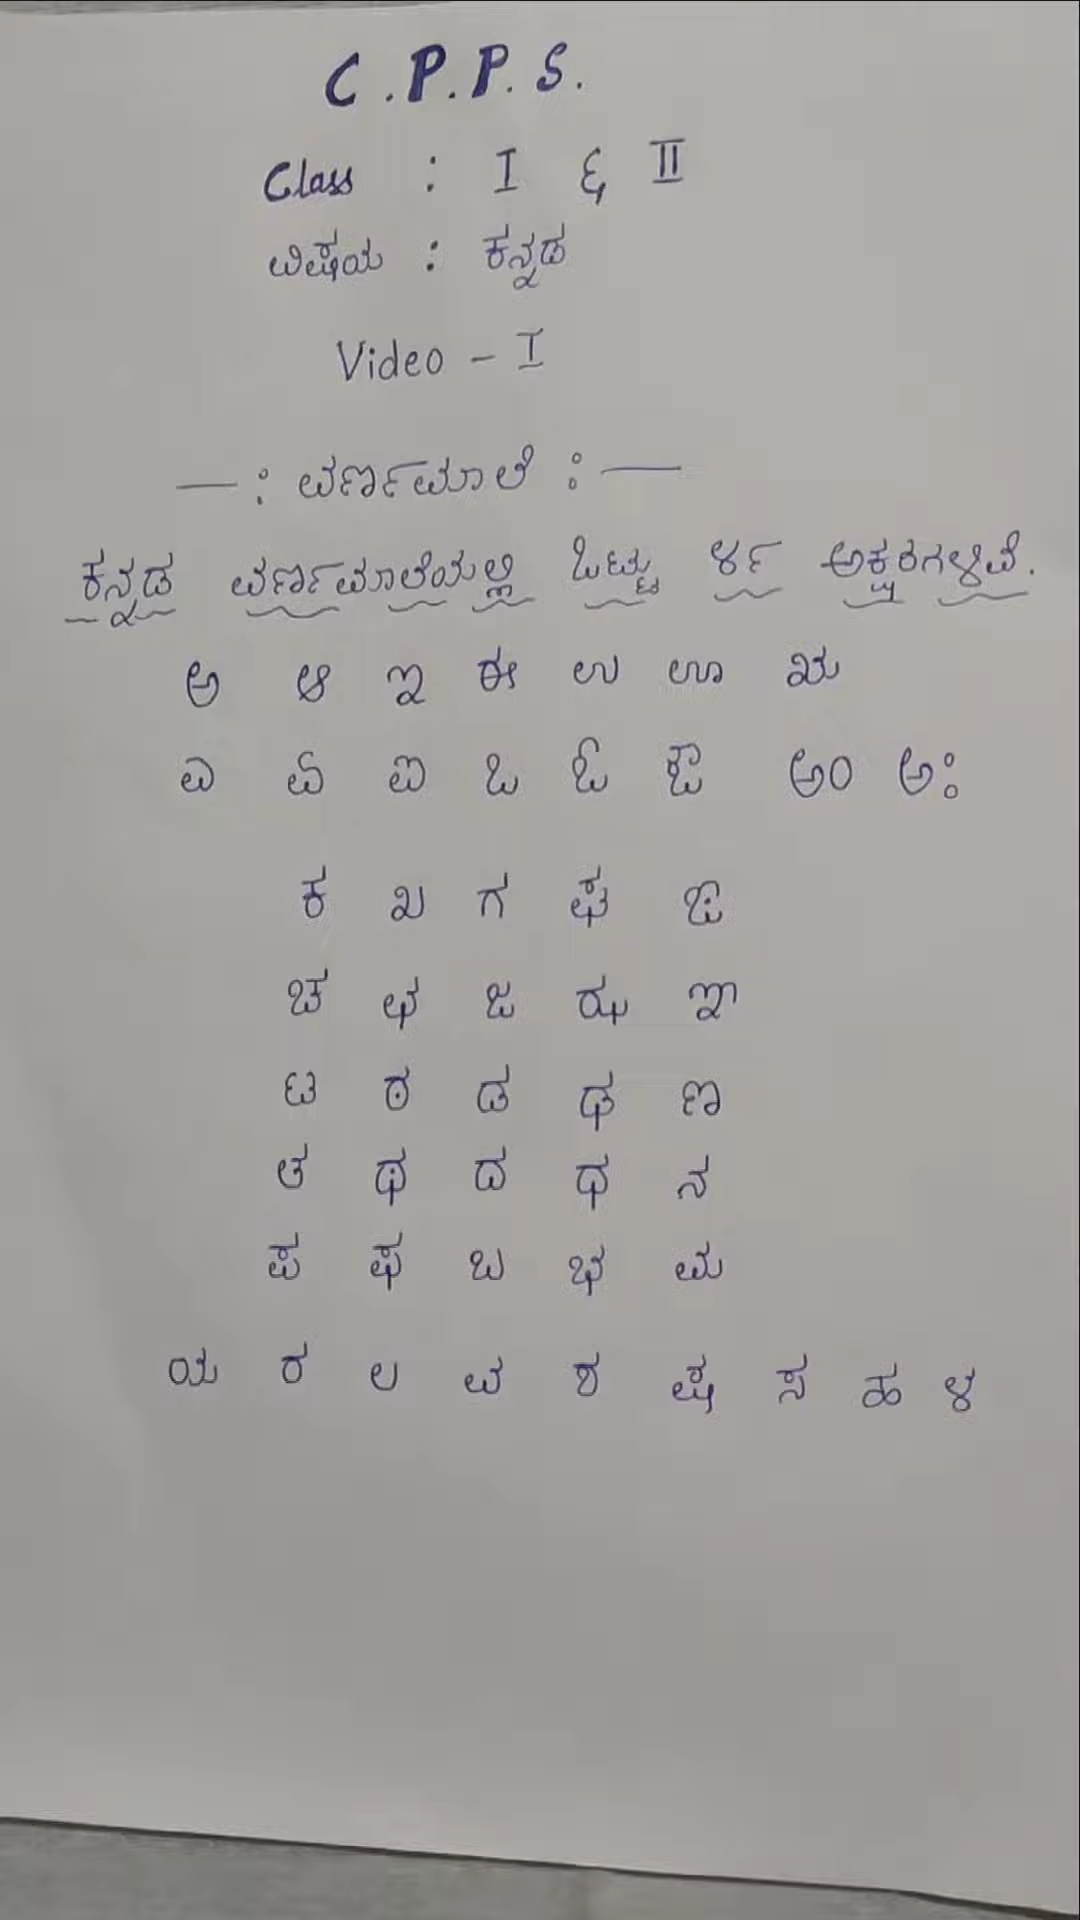 C.P.P.S.
Class : I & II
ವಿಷಯ : ಕನ್ನಡ
Video - I
—: ವರ್ಣಮಾಲೆ :—
ಕನ್ನಡ ವರ್ಣಮಾಲೆಯಲ್ಲಿ ಒಟ್ಟು ೪೯ ಅಕ್ಷರಗಳಿವೆ.
ಅ ಆ ಇ ಈ ಉ ಊ ಋ
ಎ ಏ ಐ ಒ ಓ ಔ ಅಂ ಅಃ
ಕ ಖ ಗ ಘ ಙ
ಚ ಛ ಜ ಝ ಞ
ಟ ಠ ಡ ಢ ಣ
ತ ಥ ದ ಧ ನ
ಪ ಫ ಬ ಭ ಮ
ಯ ರ ಲ ವ ಶ ಷ ಸ ಹ ಳ